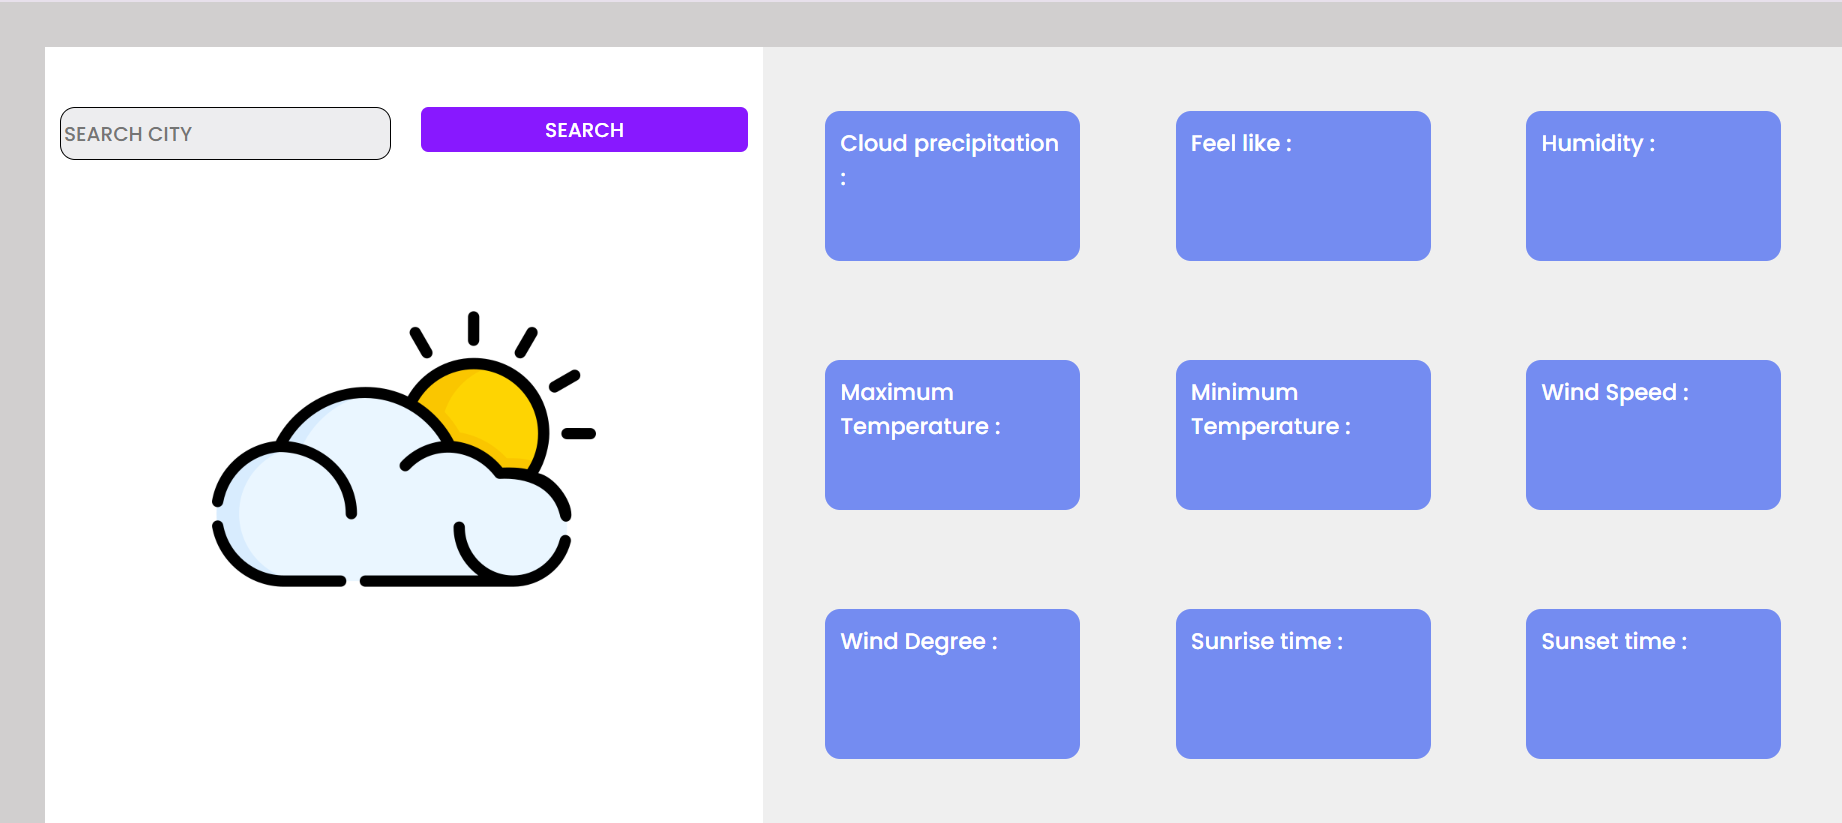 SEARCH CITY
SEARCH
Cloud precipitation
:
Feel like :
Humidity :
Maximum
Temperature :
Minimum
Temperature :
Wind Speed :
Wind Degree :
Sunrise time :
Sunset time :